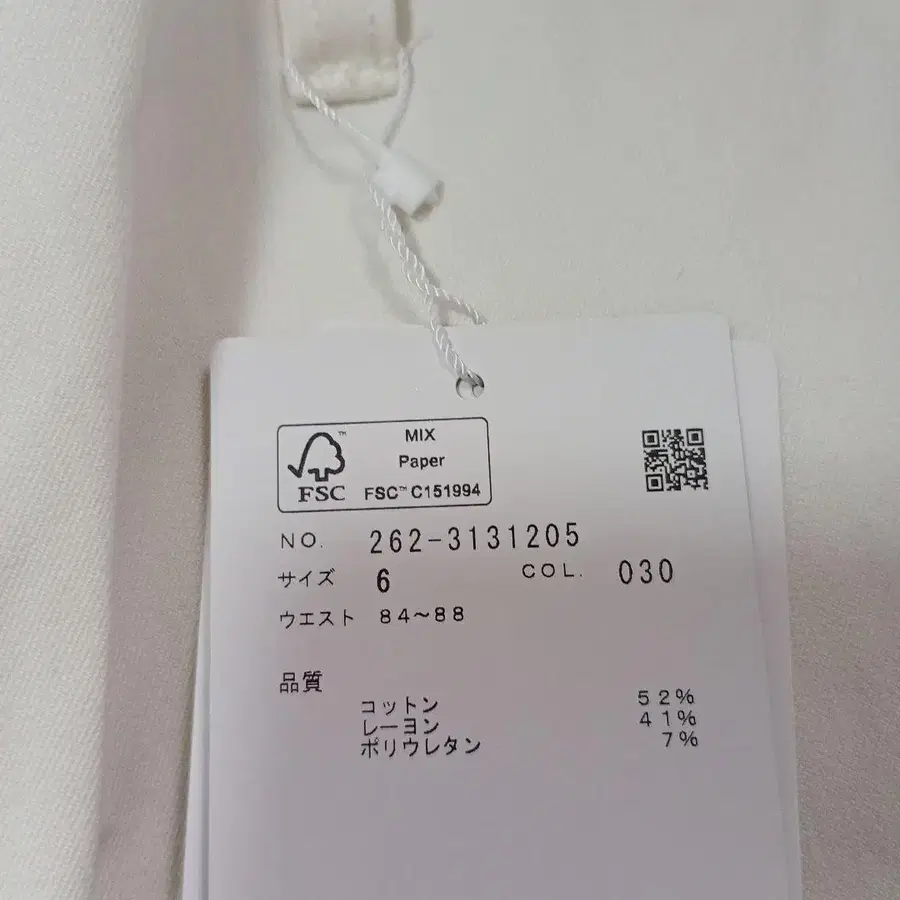 MIX
Paper
FSC™ C151994
FSC
NO. 262-3131205
サイズ 6 COL. 030
ウエスト 84~88
品質
コットン 52%
レーヨン 41%
ポリウレタン 7%